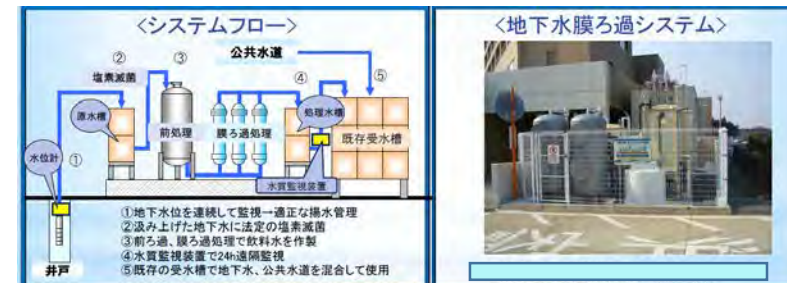 <システムフロー>
公共水道
②
③
塩素滅菌
④
⑤
原水槽
処理水槽
前処理
膜ろ過処理
既存受水槽
水位計
①
水質監視装置
井戸
①地下水位を連続して監視→適正な揚水管理
②汲み上げた地下水に法定の塩素滅菌
③前ろ過、膜ろ過処理で飲料水を作製
④水質監視装置で24h遠隔監視
⑤既存の受水槽で地下水、公共水道を混合して使用
<地下水膜ろ過システム>